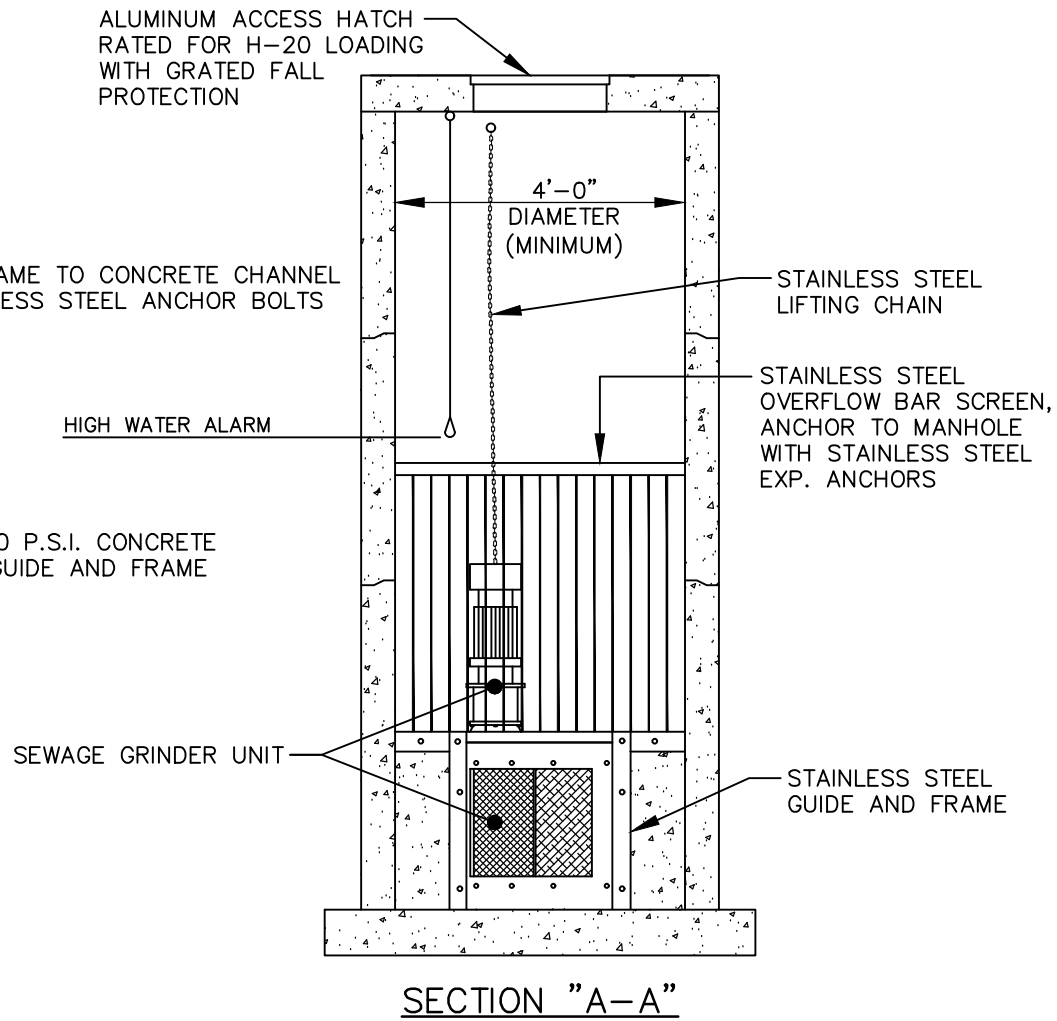 ALUMINUM ACCESS HATCH
RATED FOR H-20 LOADING
WITH GRATED FALL
PROTECTION
4'-0"
DIAMETER
(MINIMUM)
AME TO CONCRETE CHANNEL
ESS STEEL ANCHOR BOLTS
STAINLESS STEEL
LIFTING CHAIN
STAINLESS STEEL
OVERFLOW BAR SCREEN,
ANCHOR TO MANHOLE
WITH STAINLESS STEEL
EXP. ANCHORS
HIGH WATER ALARM
0 P.S.I. CONCRETE
GUIDE AND FRAME
SEWAGE GRINDER UNIT
STAINLESS STEEL
GUIDE AND FRAME
SECTION "A-A"